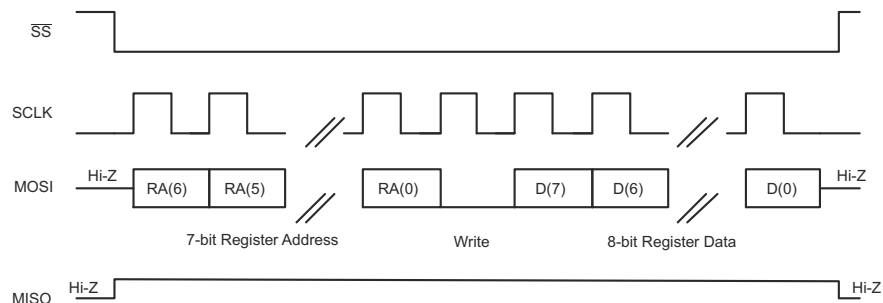 SS
SCLK
Hi-Z
MOSI RA(6) RA(5) RA(0) D(7) D(6) D(0) Hi-Z
7-bit Register Address Write 8-bit Register Data
Hi-Z Hi-Z
MISO